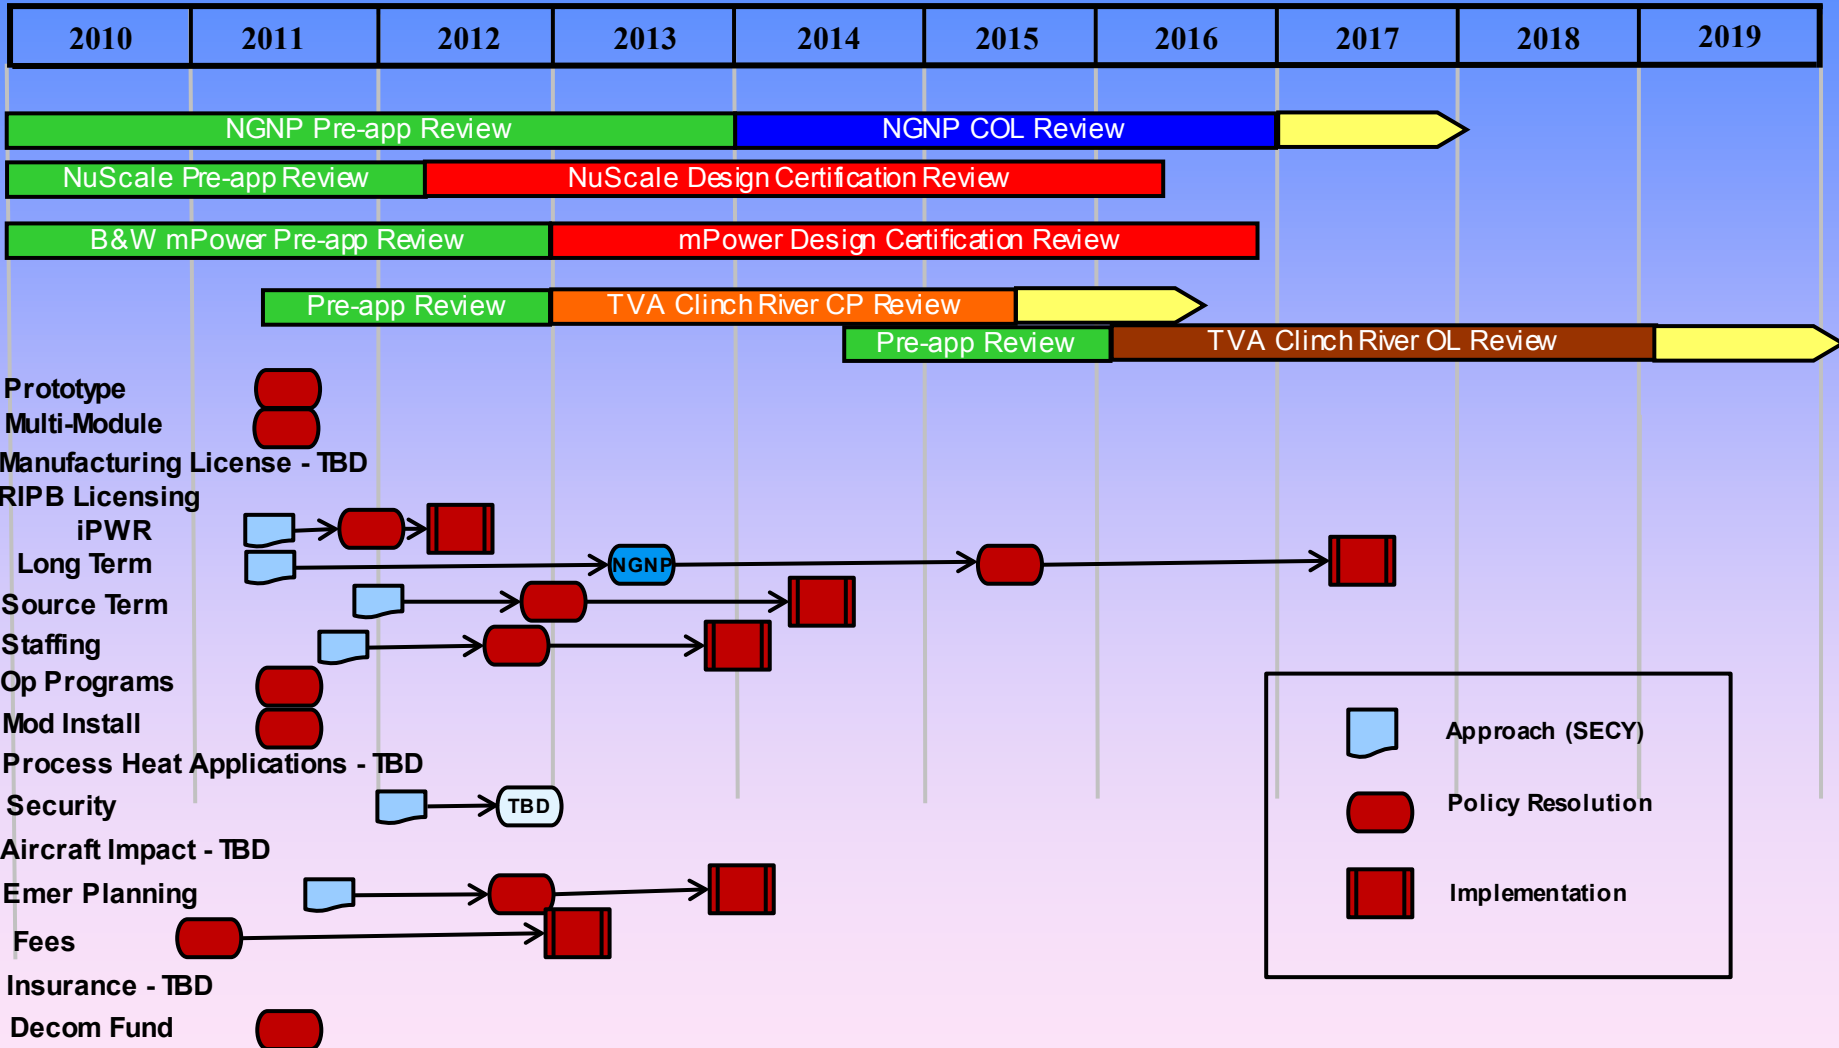 2010 2011 2012 2013 2014 2015 2016 2017 2018 2019
NGNP Pre-app Review NGNP COL Review
NuScale Pre-app Review NuScale Design Certification Review
B&W mPower Pre-app Review mPower Design Certification Review
Pre-app Review TVA Clinch River CP Review
Pre-app Review TVA Clinch River OL Review
Prototype
Multi-Module
Manufacturing License - TBD
RIPB Licensing
iPWR
Long Term NGNP
Source Term
Staffing
Op Programs
Mod Install
Process Heat Applications - TBD
Security TBD
Aircraft Impact - TBD
Emer Planning
Fees
Insurance - TBD
Decom Fund
Approach (SECY)
Policy Resolution
Implementation